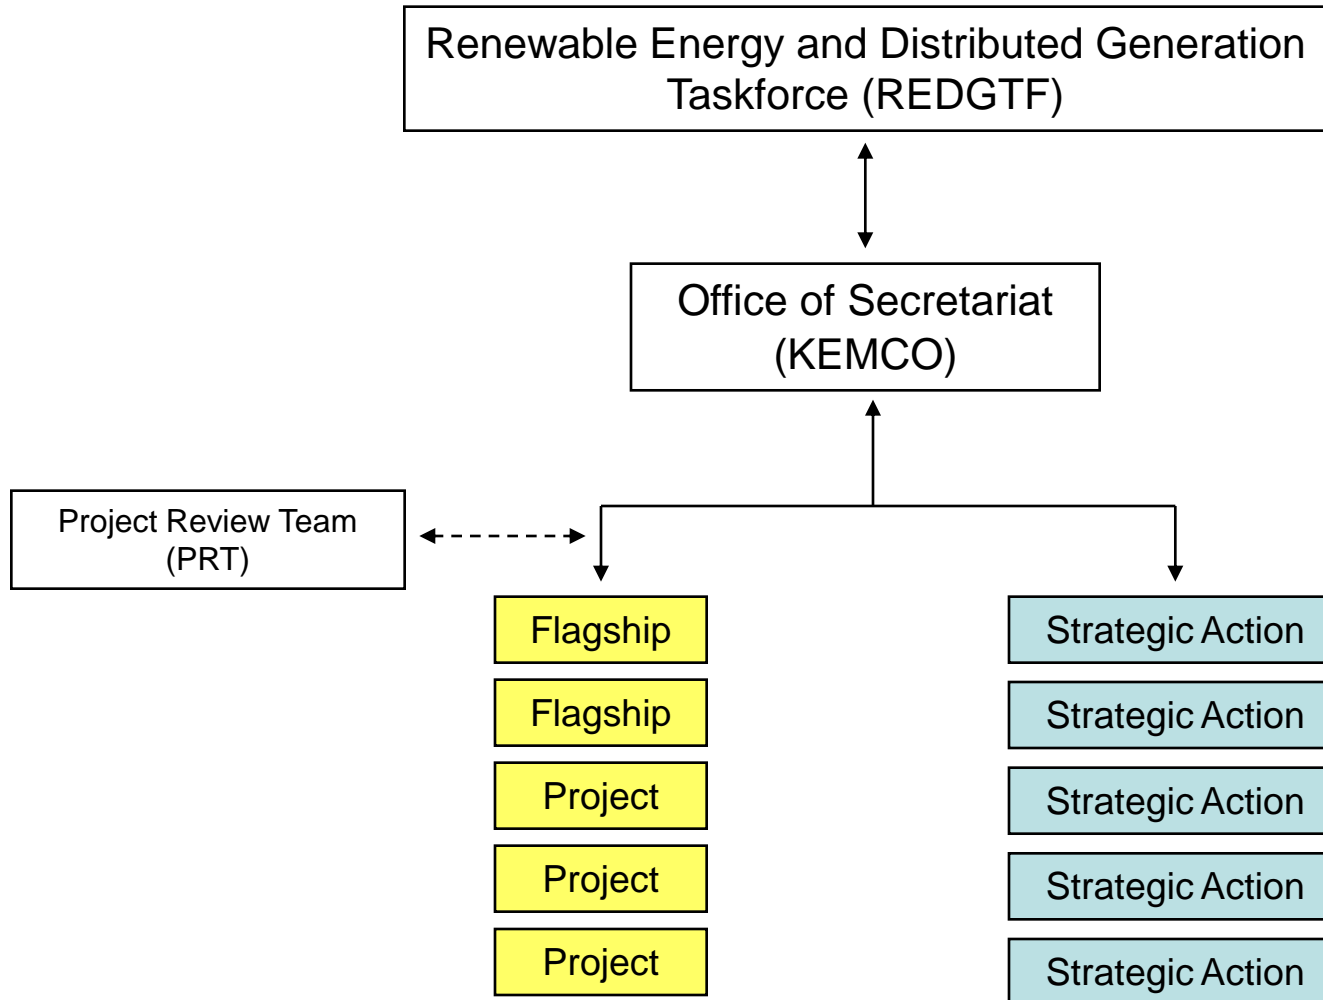 Renewable Energy and Distributed Generation
Taskforce (REDGTF)
Office of Secretariat
(KEMCO)
Project Review Team
(PRT)
Flagship
Flagship
Project
Project
Project
Strategic Action
Strategic Action
Strategic Action
Strategic Action
Strategic Action